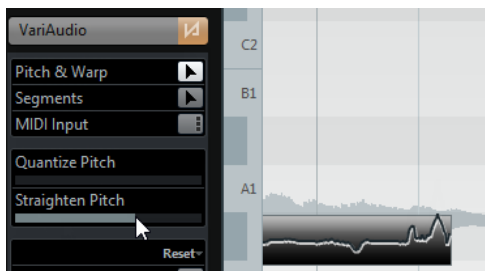 VariAudio
Pitch & Warp
Segments
MIDI Input
Quantize Pitch
Straighten Pitch
Reset
C2
B1
A1